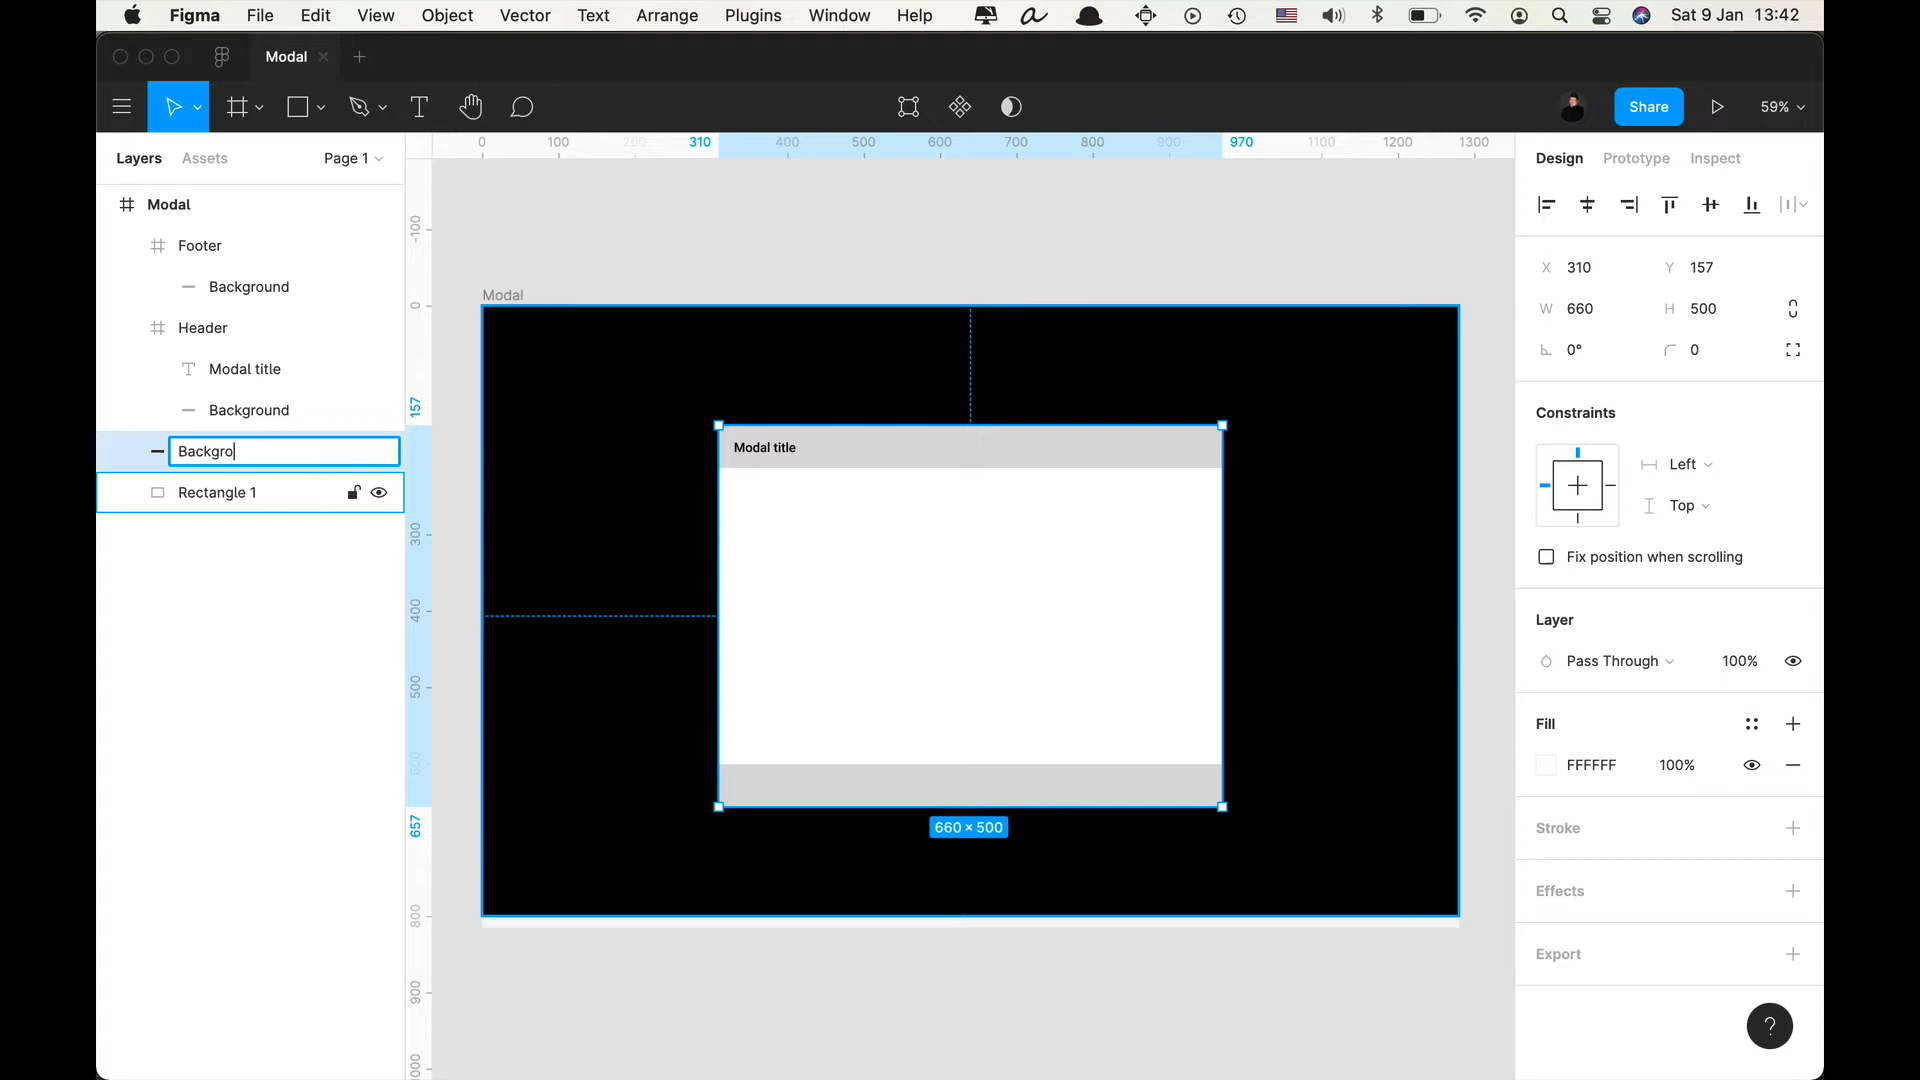 Figma File Edit View Object Vector Text Arrange Plugins Window Help Sat 9 Jan 13:42
Modal
Share 59%
Layers Assets Page 1
0 100 200 310 400 500 600 700 800 900 970 1100 1200 1300
Design Prototype Inspect
Modal
Footer
Background
Header
Modal title
Background
Backgro
Rectangle 1
-100
0
157
300
400
500
600
657
800
900
1000
Modal
Modal title
660 × 500
X 310 Y 157
W 660 H 500
0° 0
Constraints
Left
Top
Fix position when scrolling
Layer
Pass Through 100%
Fill
FFFFFF 100%
Stroke
Effects
Export
?